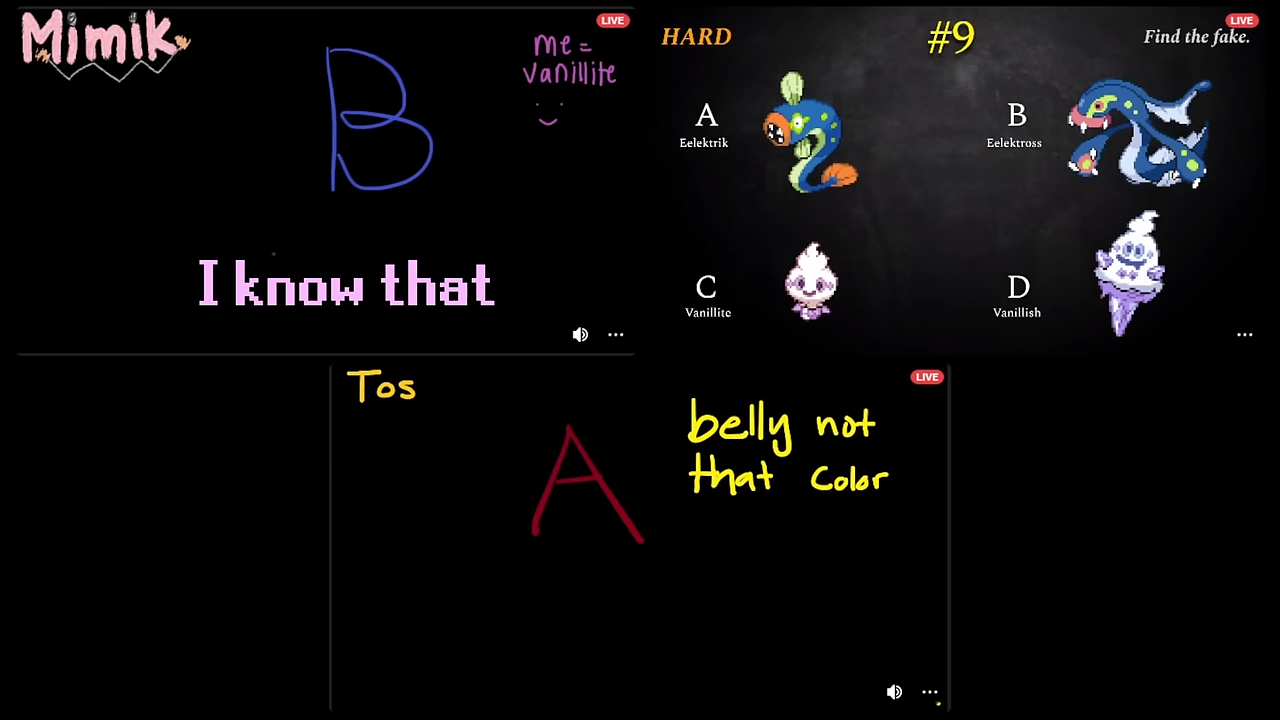 Mimik
LIVE
me =
vanillite
B
I know that
HARD
#9
LIVE
Find the fake.
A
Eelektrik
B
Eelektross
C
Vanillite
D
Vanillish
Tos
LIVE
A
belly not
that color